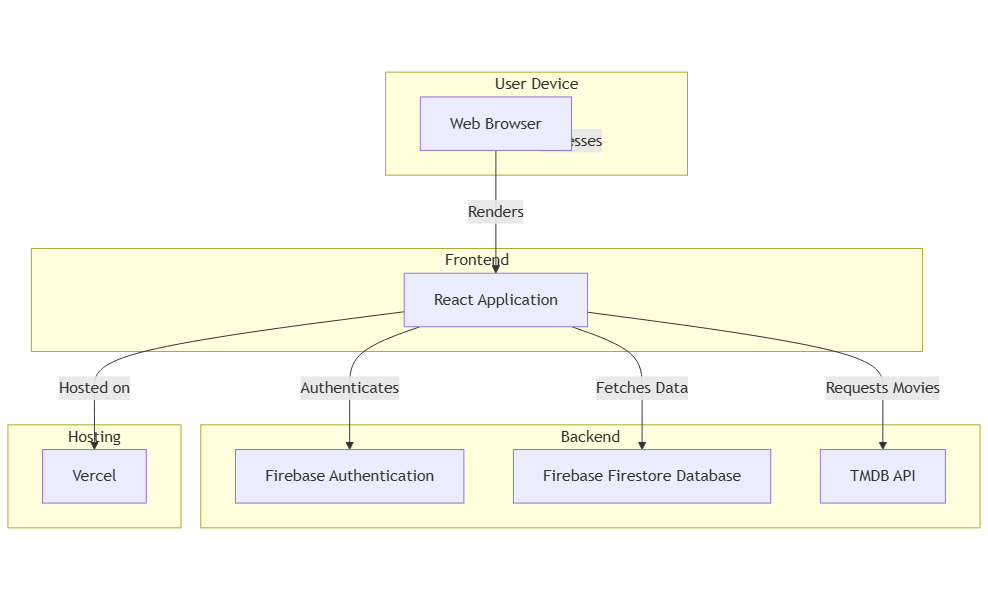 User Device
Web Browser
Renders
Frontend
React Application
Hosted on
Authenticates
Fetches Data
Requests Movies
Hosting
Backend
Vercel
Firebase Authentication
Firebase Firestore Database
TMDB API